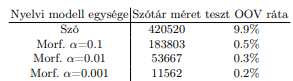 Nyelvi modell egysége Szótár méret teszt OOV ráta
Szó 420520 9.9%
Morf. α=0.1 183803 0.5%
Morf. α=0.01 53667 0.3%
Morf. α=0.001 11562 0.2%